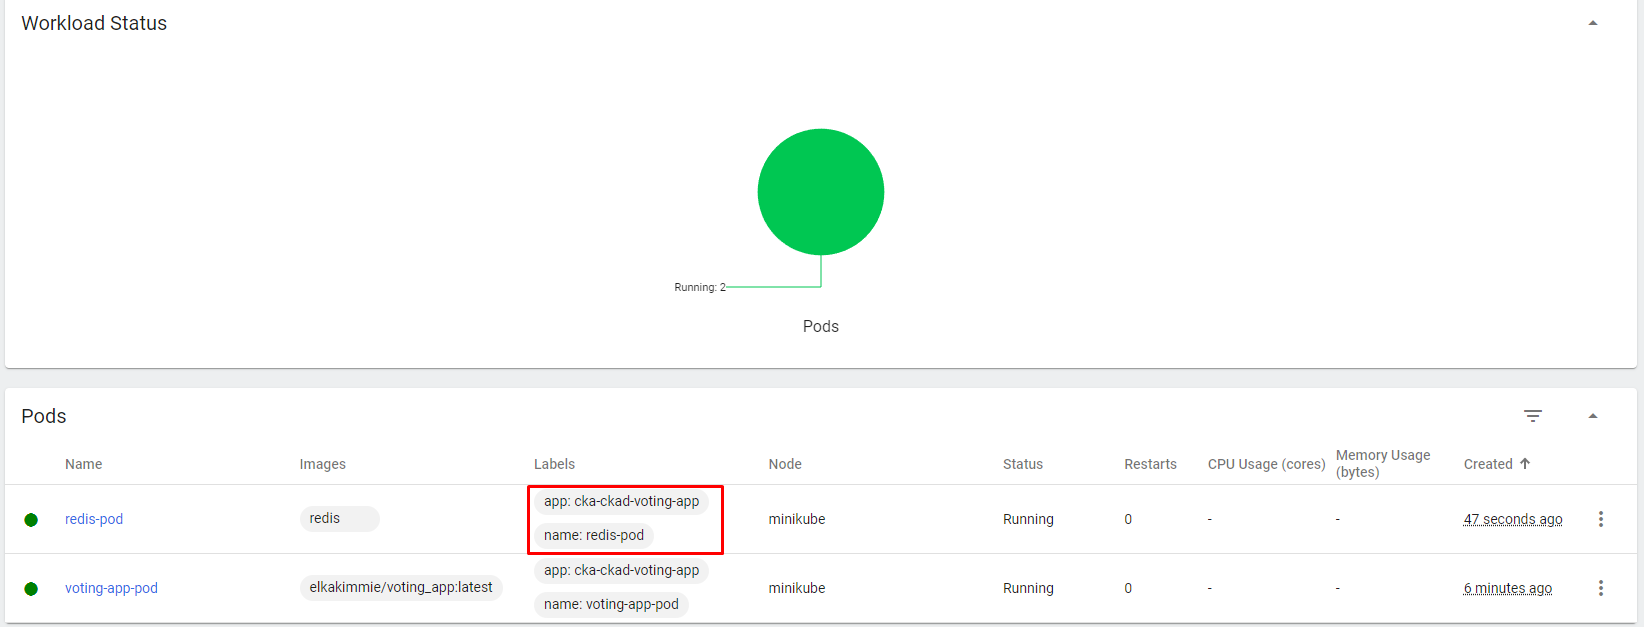 Workload Status
Running: 2
Pods
Pods
Name Images Labels Node Status Restarts CPU Usage (cores) Memory Usage (bytes) Created
redis-pod redis app: cka-ckad-voting-app name: redis-pod minikube Running 0 - - 47 seconds ago
voting-app-pod elkakimmie/voting_app:latest app: cka-ckad-voting-app name: voting-app-pod minikube Running 0 - - 6 minutes ago